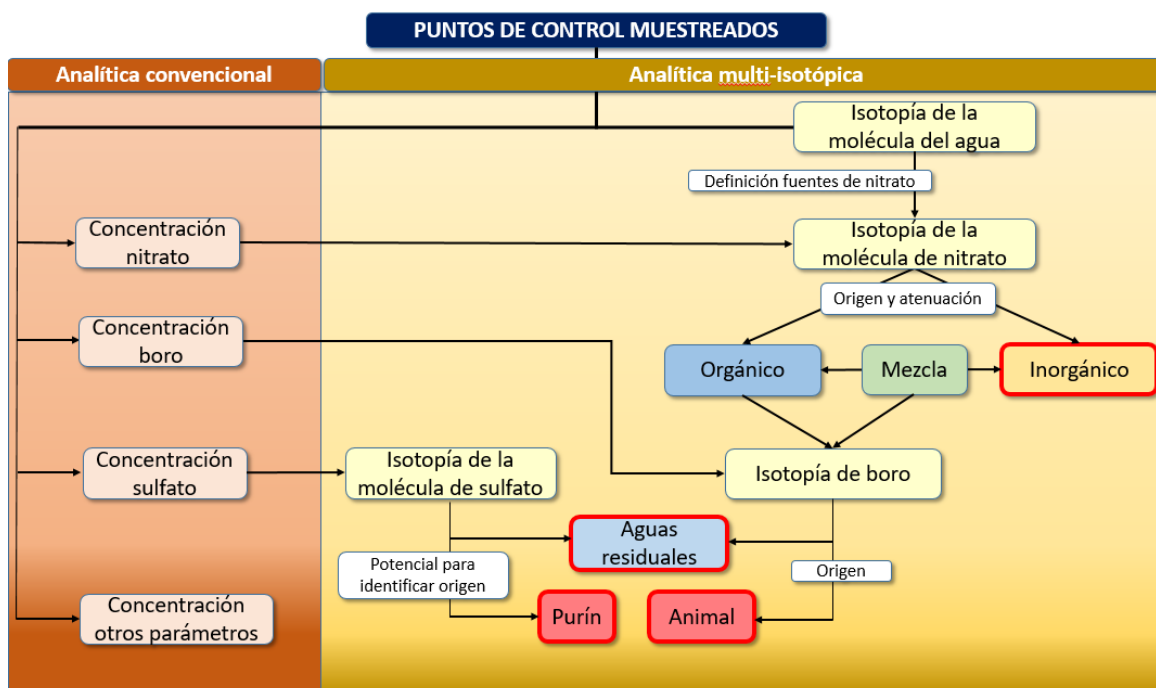 PUNTOS DE CONTROL MUESTREADOS
Analítica convencional
Analítica multi-isotópica
Isotopía de la
molécula del agua
Definición fuentes de nitrato
Concentración
nitrato
Isotopía de la
molécula de nitrato
Origen y atenuación
Concentración
boro
Orgánico
Mezcla
Inorgánico
Concentración
sulfato
Isotopía de la
molécula de sulfato
Isotopía de boro
Aguas
residuales
Potencial para
identificar origen
Origen
Concentración
otros parámetros
Purín
Animal